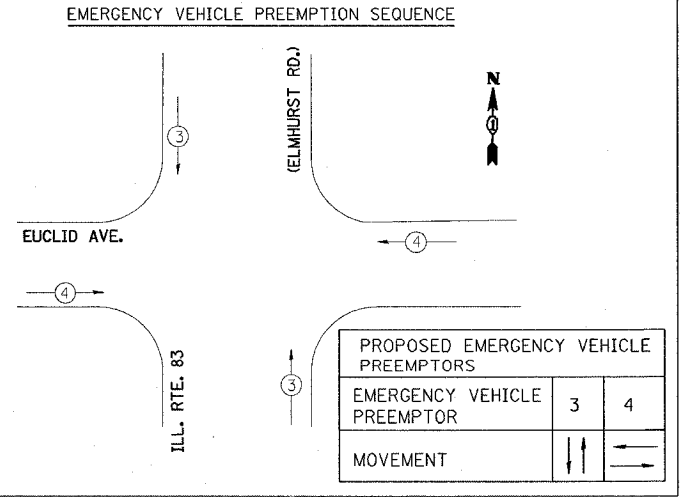 EMERGENCY VEHICLE PREEMPTION SEQUENCE
(ELMHURST RD.)
N
1
3
EUCLID AVE.
4
4
ILL. RTE. 83
3
PROPOSED EMERGENCY VEHICLE
PREEMPTORS
EMERGENCY VEHICLE
PREEMPTOR
3 4
MOVEMENT